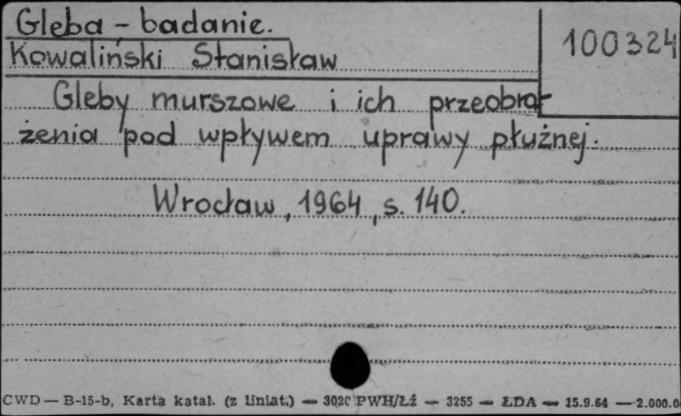 Gleba - badanie.
100324
Kowaliński Stanisław
Gleby murszowe i ich przeobra-
żenia pod wpływem uprawy płużnej.
Wrocław, 1964, s. 140.
CWD — B-15-b, Karta katal. (z liniat.) — 3020 PWH/Łź — 3255 — ŁDA — 15.9.64 — 2.000.0